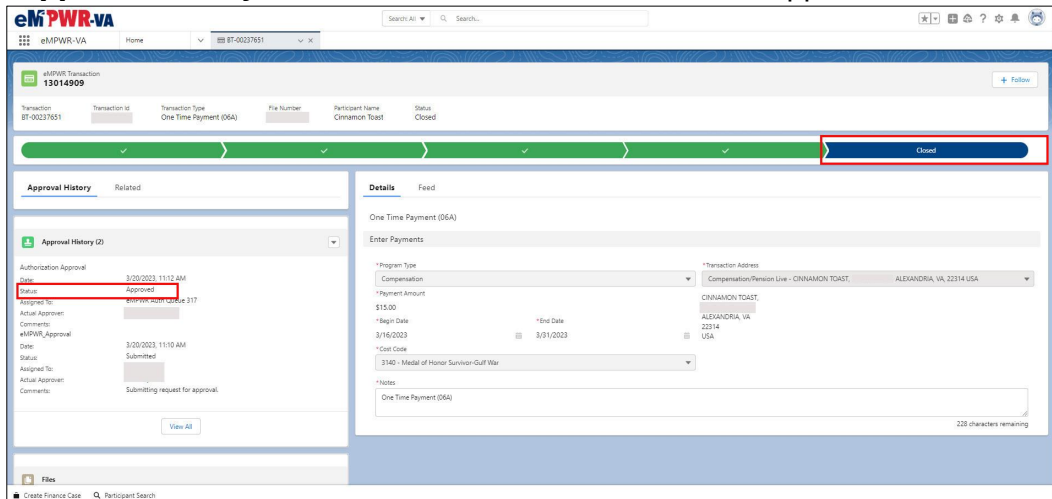 eMPWR-VA
Search: All
Search...
eMPWR-VA
Home
BT-00237651
eMPWR Transaction
13014909
Follow
Transaction
Transaction Id
Transaction Type
File Number
Participant Name
Status
BT-00237651
One Time Payment (06A)
Cinnamon Toast
Closed
Closed
Approval History
Related
Approval History (2)
Authorization Approval
Date: 3/20/2023, 11:12 AM
Status: Approved
Assigned To: eMPWR Auth Queue 317
Actual Approver:
Comments:
eMPWR_Approval
Date: 3/20/2023, 11:10 AM
Status: Submitted
Assigned To:
Actual Approver:
Comments: Submitting request for approval.
View All
Files
Details
Feed
One Time Payment (06A)
Enter Payments
*Program Type
Compensation
*Payment Amount
$15.00
*Begin Date
*End Date
3/16/2023
3/31/2023
*Cost Code
3140 - Medal of Honor Survivor-Gulf War
*Notes
One Time Payment (06A)
228 characters remaining
*Transaction Address
Compensation/Pension Live - CINNAMON TOAST, ALEXANDRIA, VA, 22314 USA
CINNAMON TOAST,
ALEXANDRIA, VA
22314
USA
Create Finance Case
Participant Search